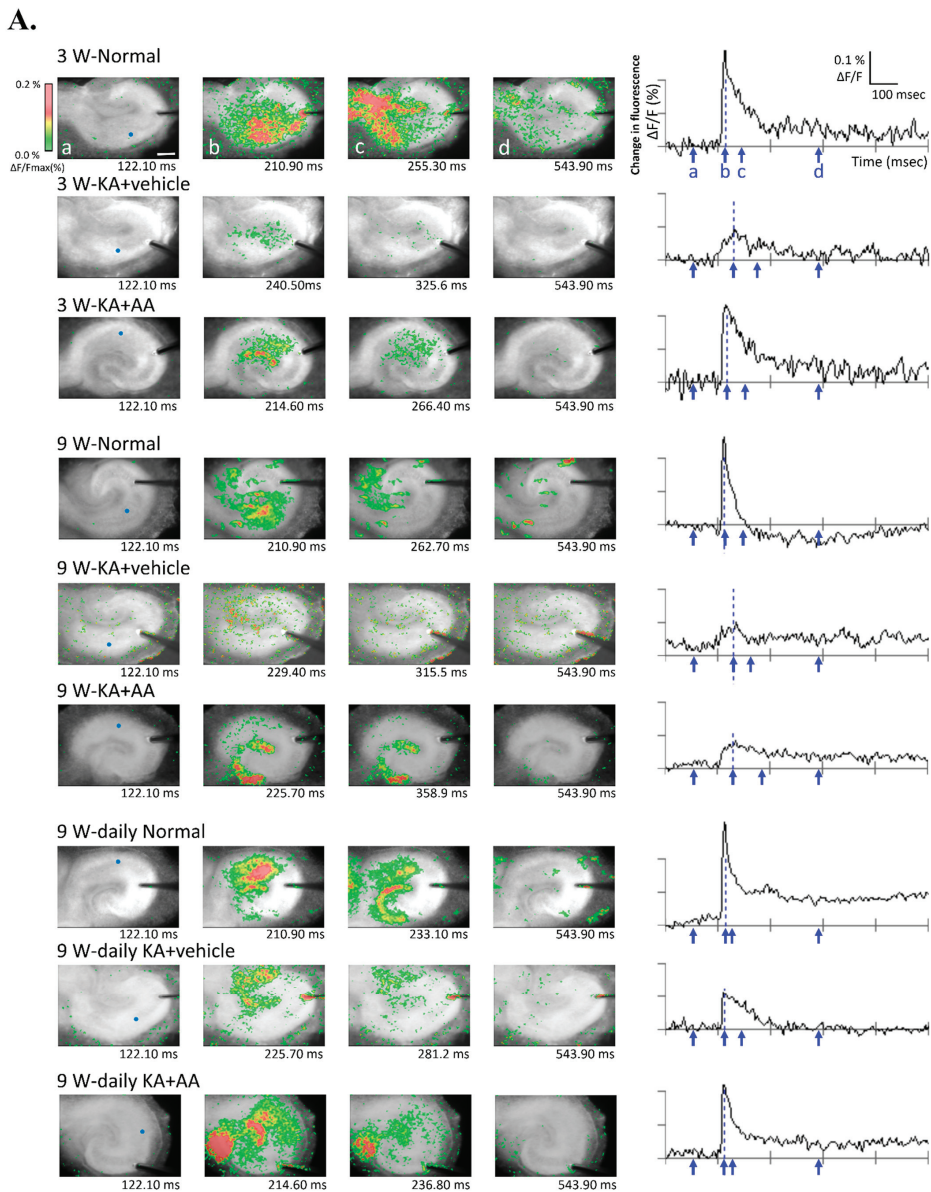 A.
3 W-Normal
0.2 %
0.0 %
ΔF/Fmax(%)
a
b
c
d
122.10 ms
210.90 ms
255.30 ms
543.90 ms
Change in fluorescence
ΔF/F (%)
0.1 %
ΔF/F
100 msec
Time (msec)
a
b
c
d
3 W-KA+vehicle
122.10 ms
240.50ms
325.6 ms
543.90 ms
3 W-KA+AA
122.10 ms
214.60 ms
266.40 ms
543.90 ms
9 W-Normal
122.10 ms
210.90 ms
262.70 ms
543.90 ms
9 W-KA+vehicle
122.10 ms
229.40 ms
315.5 ms
543.90 ms
9 W-KA+AA
122.10 ms
225.70 ms
358.9 ms
543.90 ms
9 W-daily Normal
122.10 ms
210.90 ms
233.10 ms
543.90 ms
9 W-daily KA+vehicle
122.10 ms
225.70 ms
281.2 ms
543.90 ms
9 W-daily KA+AA
122.10 ms
214.60 ms
236.80 ms
543.90 ms